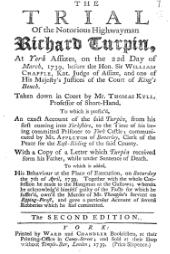 THE
TRIAL
Of the Notorious Highwayman
Richard Turpin,
At York Assizes, on the 22d Day of
March, 1739, before the Hon. Sir WILLIAM
CHAPPLE, Knt. Judge of Assize, and one of
His Majesty's Justices of the Court of King's
Bench.
Taken down in Court by Mr. THOMAS KYLL,
Professor of Short-Hand.
To which is prefix'd,
An exact Account of the said Turpin, from his
first coming into Yorkshire, to the Time of his be-
ing committed Prisoner to York Castle; commu-
nicated by Mr. APPLETON of Beverley, Clerk of the
Peace for the East-Riding of the said County.
With a Copy of a Letter which Turpin received
from his Father, while under Sentence of Death.
To which is added,
His Behaviour at the Place of Execution, on Saturday
the 7th of April, 1739. Together with the whole Con-
fession he made to the Hangman at the Gallows; wherein
he acknowledg'd himself guilty of the Facts for which he
suffer'd, own'd the Murder of Mr. Thompson's Servant on
Epping-Forest, and gave a particular Account of several
Robberies which he had committed.
The SECOND EDITION.
YORK:
Printed by WARD and CHANDLER Booksellers, at their
Printing-Office in Coney-Street; and Sold at their Shop
without Temple-Bar, London; 1739. (Price Sixpence.)